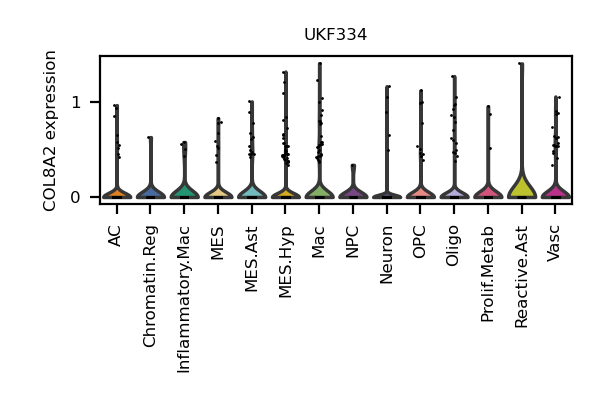 UKF334
COL8A2 expression
1
0
AC
Chromatin.Reg
Inflammatory.Mac
MES
MES.Ast
MES.Hyp
Mac
NPC
Neuron
OPC
Oligo
Prolif.Metab
Reactive.Ast
Vasc